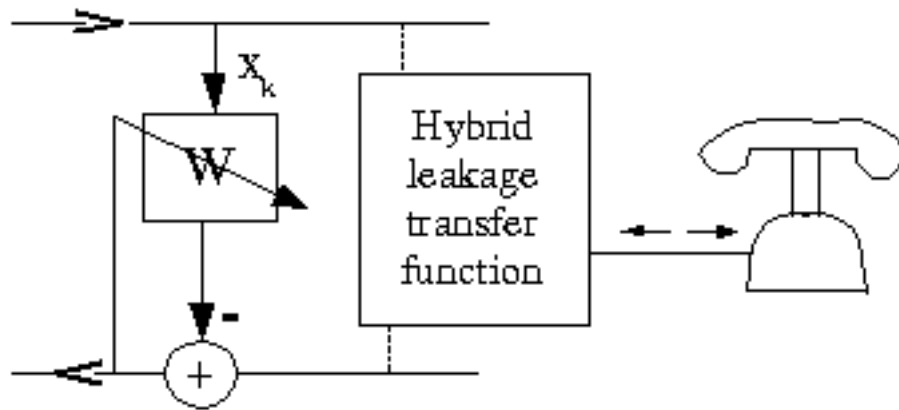 X_k
W
Hybrid
leakage
transfer
function
-
+